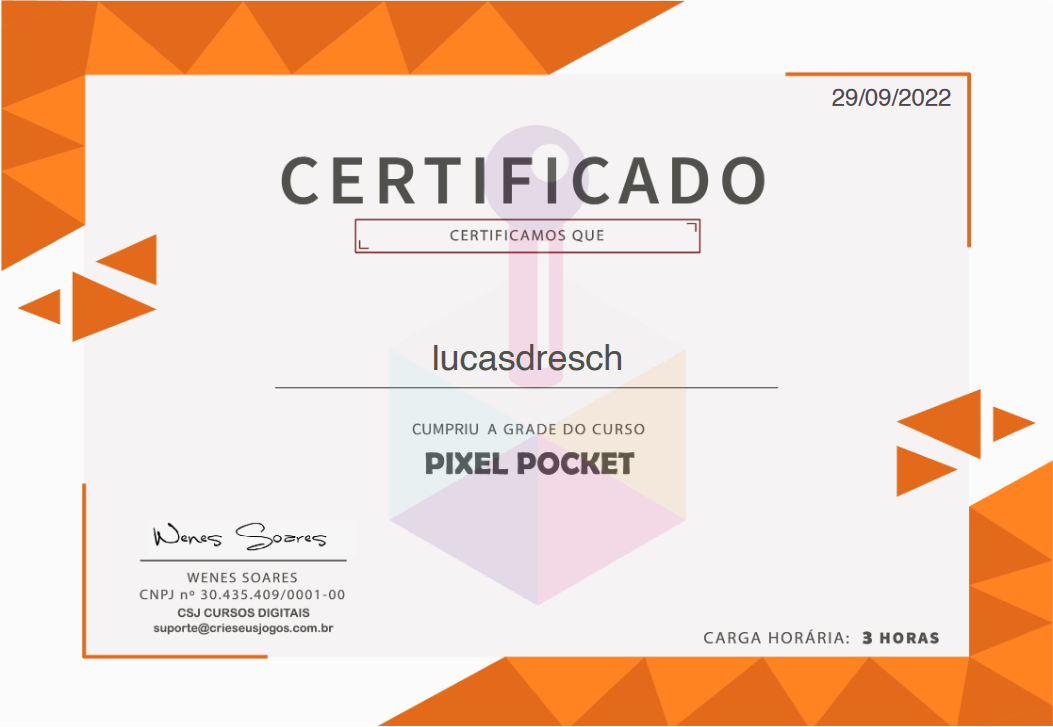 29/09/2022
CERTIFICADO
CERTIFICAMOS QUE
lucasdresch
CUMPRIU A GRADE DO CURSO
PIXEL POCKET
Wenes Soares
WENES SOARES
CNPJ nº 30.435.409/0001-00
CSJ CURSOS DIGITAIS
suporte@crieseusjogos.com.br
CARGA HORÁRIA: 3 HORAS